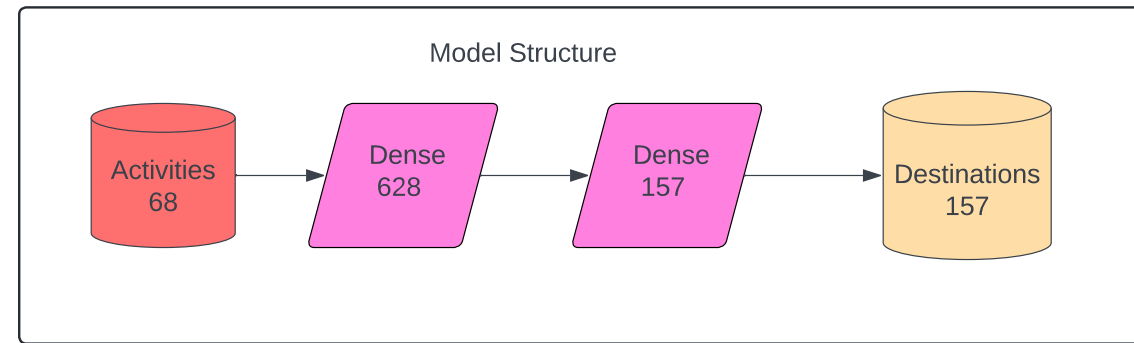 Model Structure
Activities
68
Dense
628
Dense
157
Destinations
157